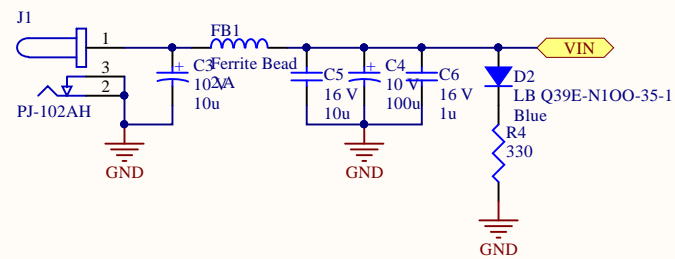 J1
FB1
1
VIN
C3
Ferrite Bead
10 V
2A
10u
C5
16 V
10u
C4
10 V
100u
C6
16 V
1u
D2
LB Q39E-N1OO-35-1
Blue
3
2
PJ-102AH
R4
330
GND
GND
GND